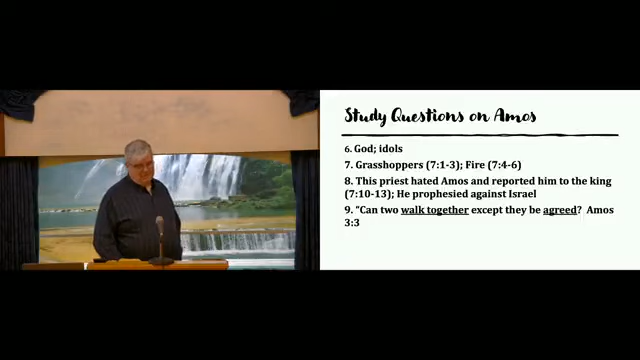 Study Questions on Amos
6. God; idols
7. Grasshoppers (7:1-3); Fire (7:4-6)
8. This priest hated Amos and reported him to the king
(7:10-13); He prophesied against Israel
9. "Can two walk together except they be agreed? Amos
3:3